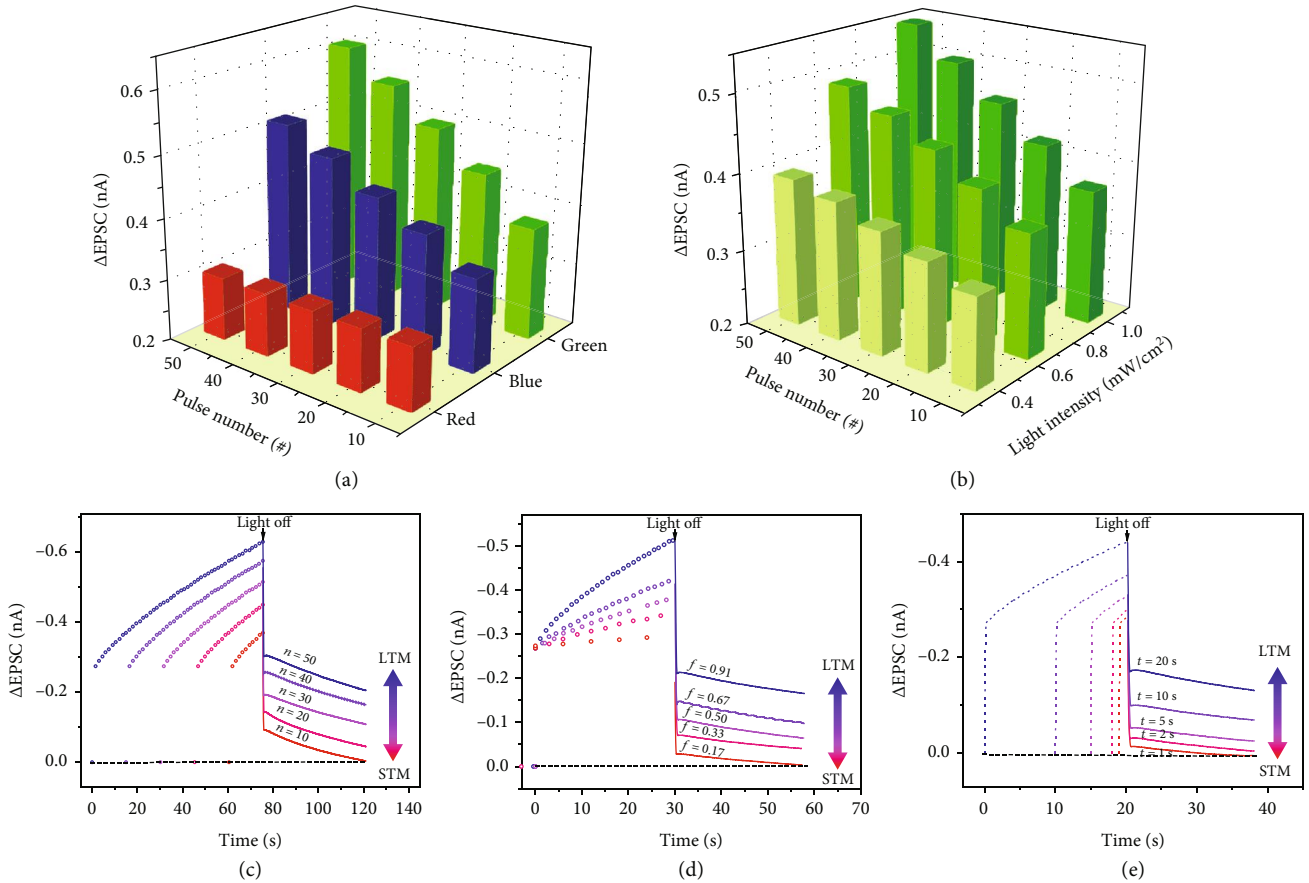 ΔEPSC (nA)
0.6
0.5
0.4
0.3
0.2
50
40
30
20
10
Pulse number (#)
Red
Blue
Green
(a)
ΔEPSC (nA)
0.5
0.4
0.3
0.2
50
40
30
20
10
Pulse number (#)
0.4
0.6
0.8
1.0
Light intensity (mW/cm²)
(b)
Light off
ΔEPSC (nA)
−0.6
−0.4
−0.2
0.0
n = 50
n = 40
n = 30
n = 20
n = 10
LTM
STM
0 20 40 60 80 100 120 140
Time (s)
(c)
Light off
ΔEPSC (nA)
−0.5
−0.4
−0.3
−0.2
−0.1
0.0
f = 0.91
f = 0.67
f = 0.50
f = 0.33
f = 0.17
LTM
STM
0 10 20 30 40 50 60 70
Time (s)
(d)
Light off
ΔEPSC (nA)
−0.4
−0.2
0.0
t = 20 s
t = 10 s
t = 5 s
t = 2 s
t = 1 s
LTM
STM
0 10 20 30 40
Time (s)
(e)